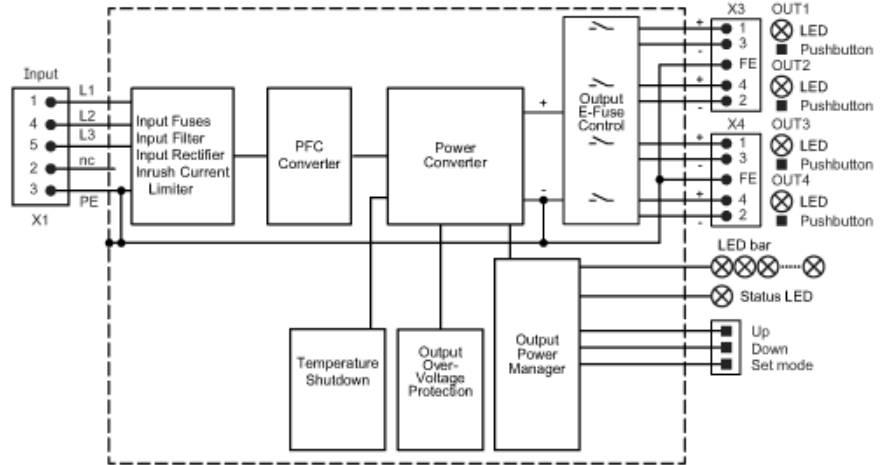 Input
1 L1
4 L2
5 L3
2 nc
3 PE
X1
Input Fuses
Input Filter
Input Rectifier
Inrush Current
Limiter
PFC
Converter
Power
Converter
+
-
Output
E-Fuse
Control
Temperature
Shutdown
Output
Over-
Voltage
Protection
Output
Power
Manager
X3 OUT1
+ 1 LED
- 3 Pushbutton
FE OUT2
+ 4 LED
- 2 Pushbutton
X4 OUT3
+ 1 LED
- 3 Pushbutton
FE OUT4
+ 4 LED
- 2 Pushbutton
LED bar
Status LED
Up
Down
Set mode